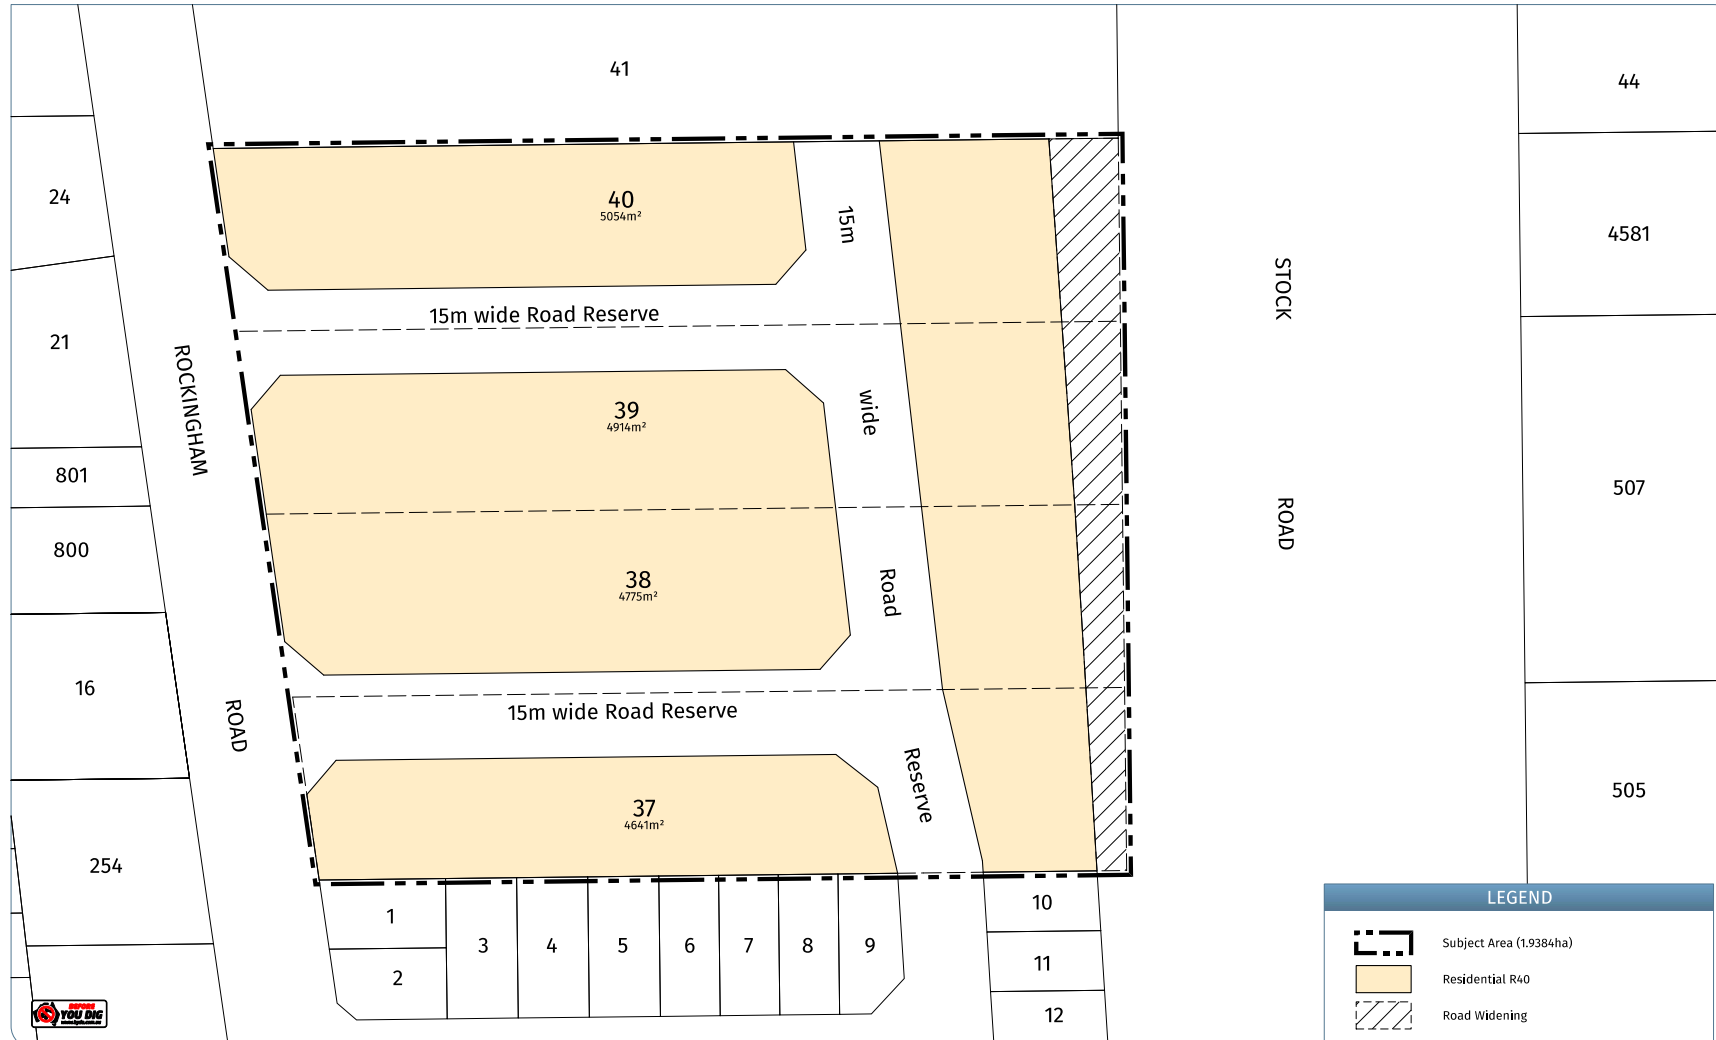 41
44
24
40
5054m²
15m
4581
STOCK
15m wide Road Reserve
21
ROCKINGHAM
39
4914m²
wide
801
507
ROAD
800
38
4775m²
Road
16
ROAD
15m wide Road Reserve
Reserve
37
4641m²
505
254
1
2
3
4
5
6
7
8
9
10
11
12
LEGEND
Subject Area (1.9384ha)
Residential R40
Road Widening
BEFORE
YOU DIG